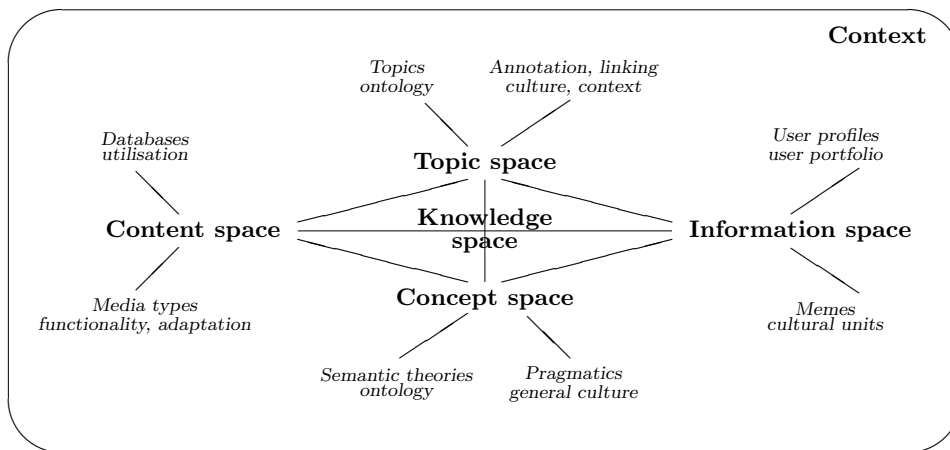 Context
Topics
ontology
Annotation, linking
culture, context
Databases
utilisation
User profiles
user portfolio
Topic space
Content space
Knowledge
space
Information space
Concept space
Media types
functionality, adaptation
Memes
cultural units
Semantic theories
ontology
Pragmatics
general culture